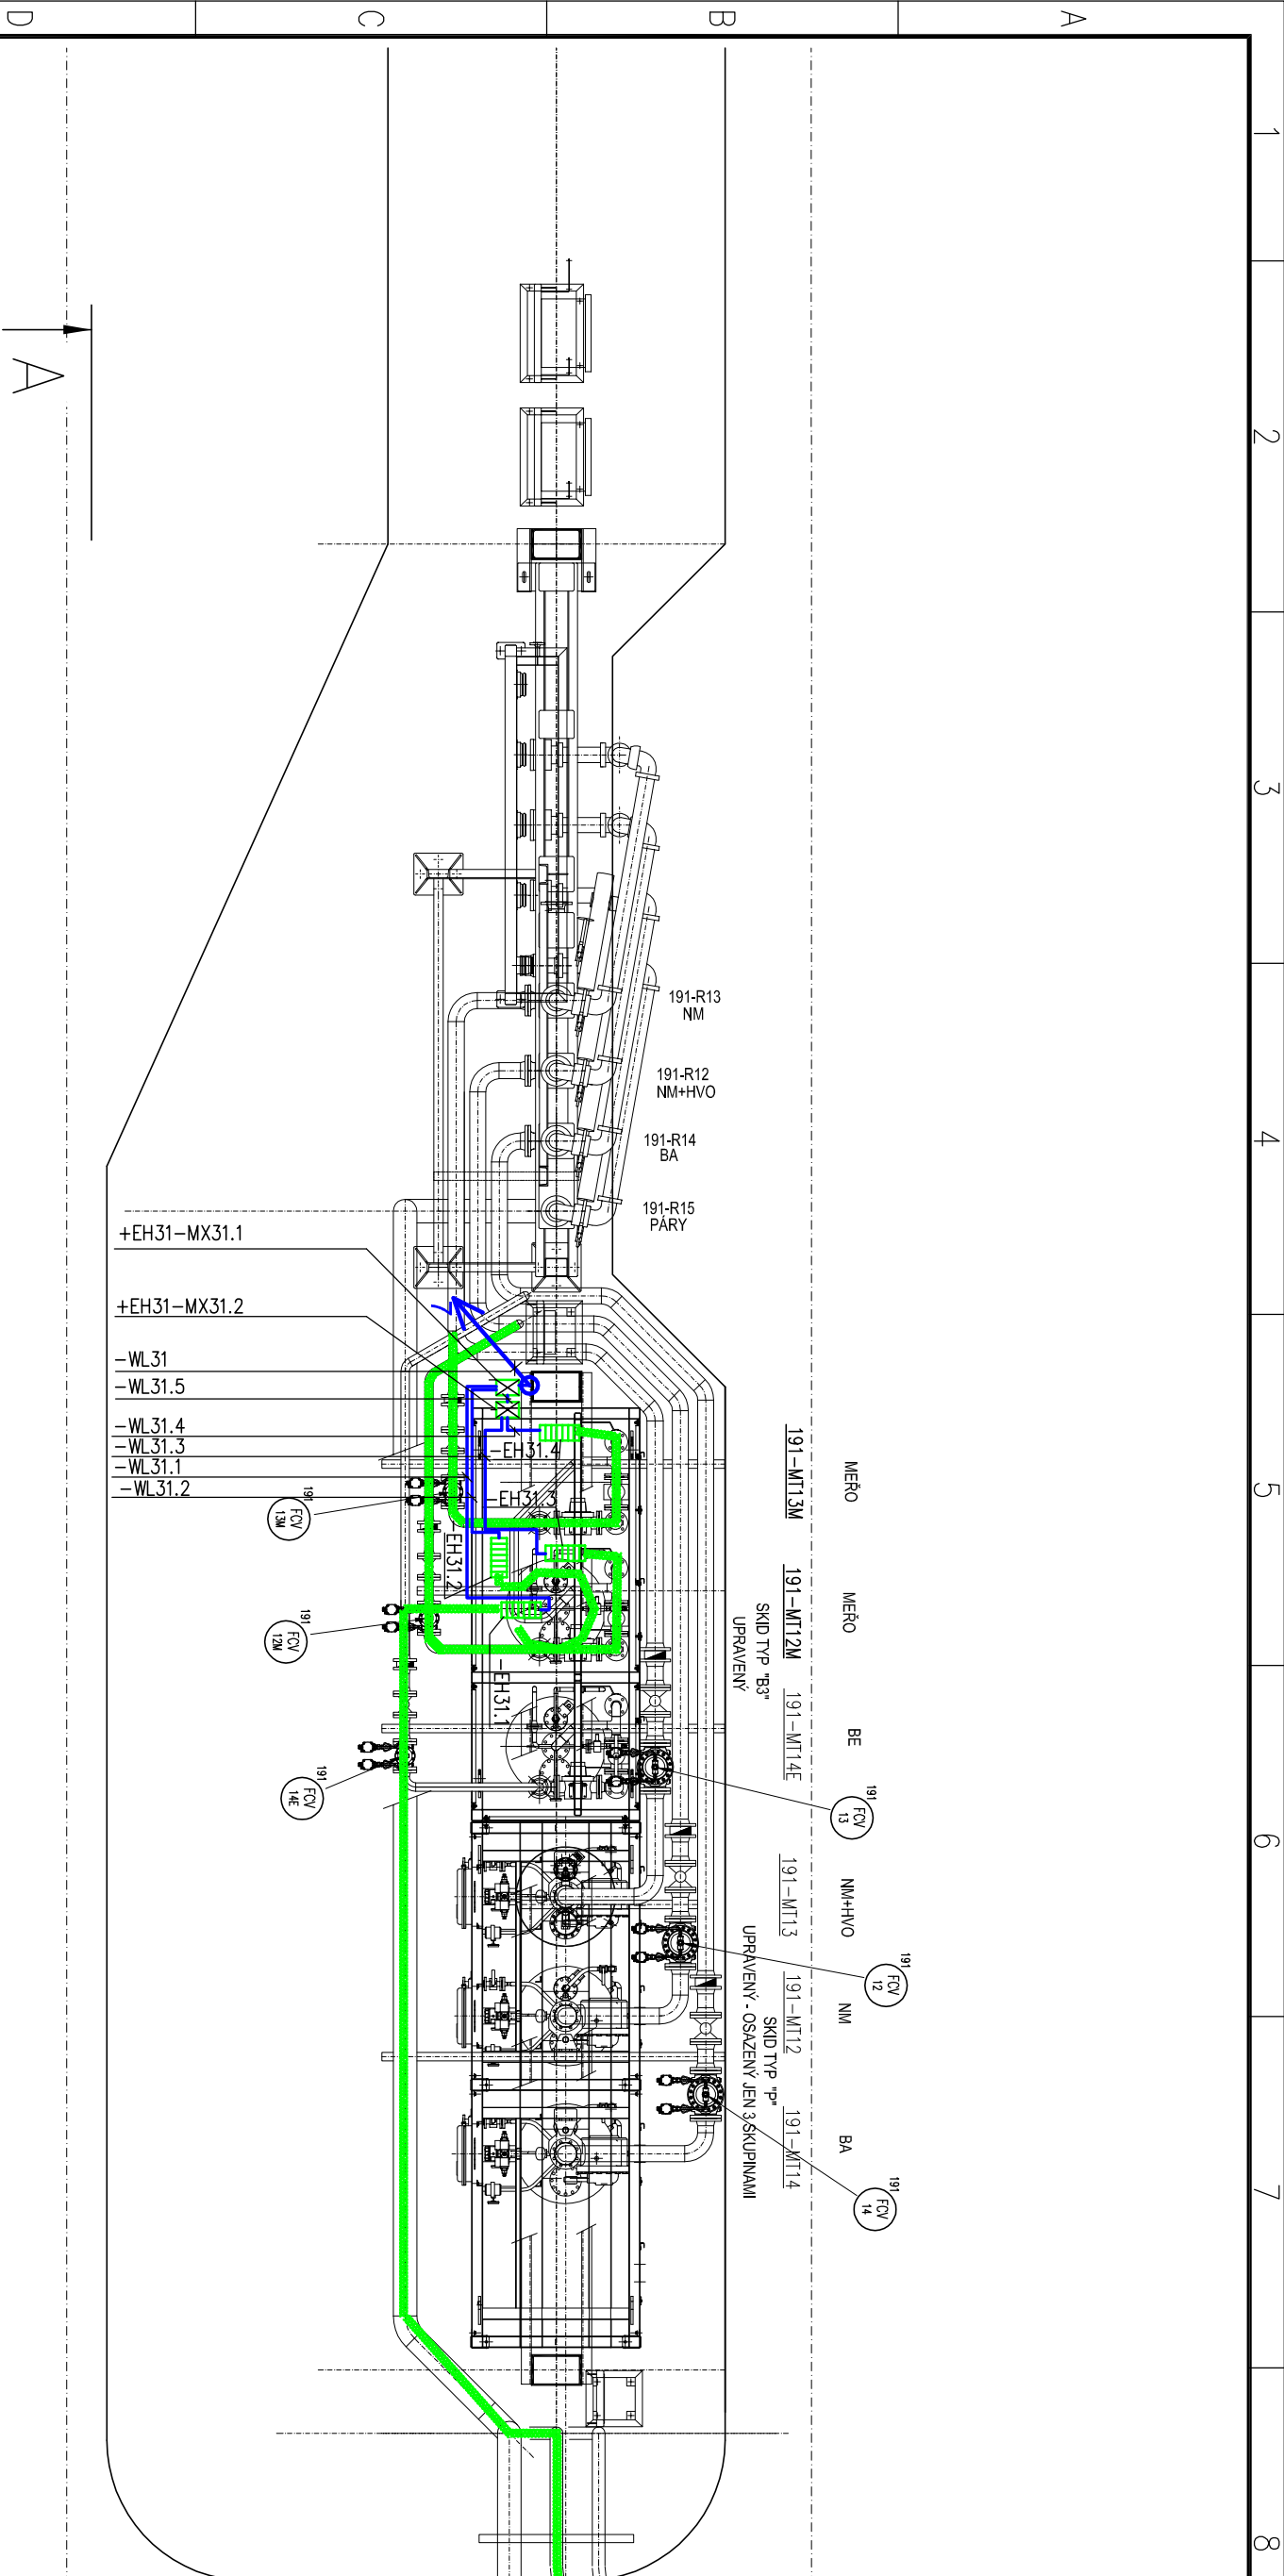 D
C
B
A
1
2
3
4
5
6
7
8
A
191-R13
NM
191-R12
NM+HVO
191-R14
BA
191-R15
PÁRY
+EH31-MX31.1
+EH31-MX31.2
-WL31
-WL31.5
-WL31.4
-WL31.3
-WL31.1
-WL31.2
-EH31.4
-EH31.3
-EH31.2
-EH31.1
MEŘO
191-MT13M
MEŘO
191-MT12M
SKID TYP "B3"
UPRAVENÝ
BE
191-MT14E
NM+HVO
191-MT13
NM
191-MT12
SKID TYP "P"
UPRAVENÝ - OSAZENÝ JEN 3.SKUPINAMI
BA
191-MT14
191
FCV
13M
191
FCV
12M
191
FCV
14E
191
FCV
13
191
FCV
12
191
FCV
14